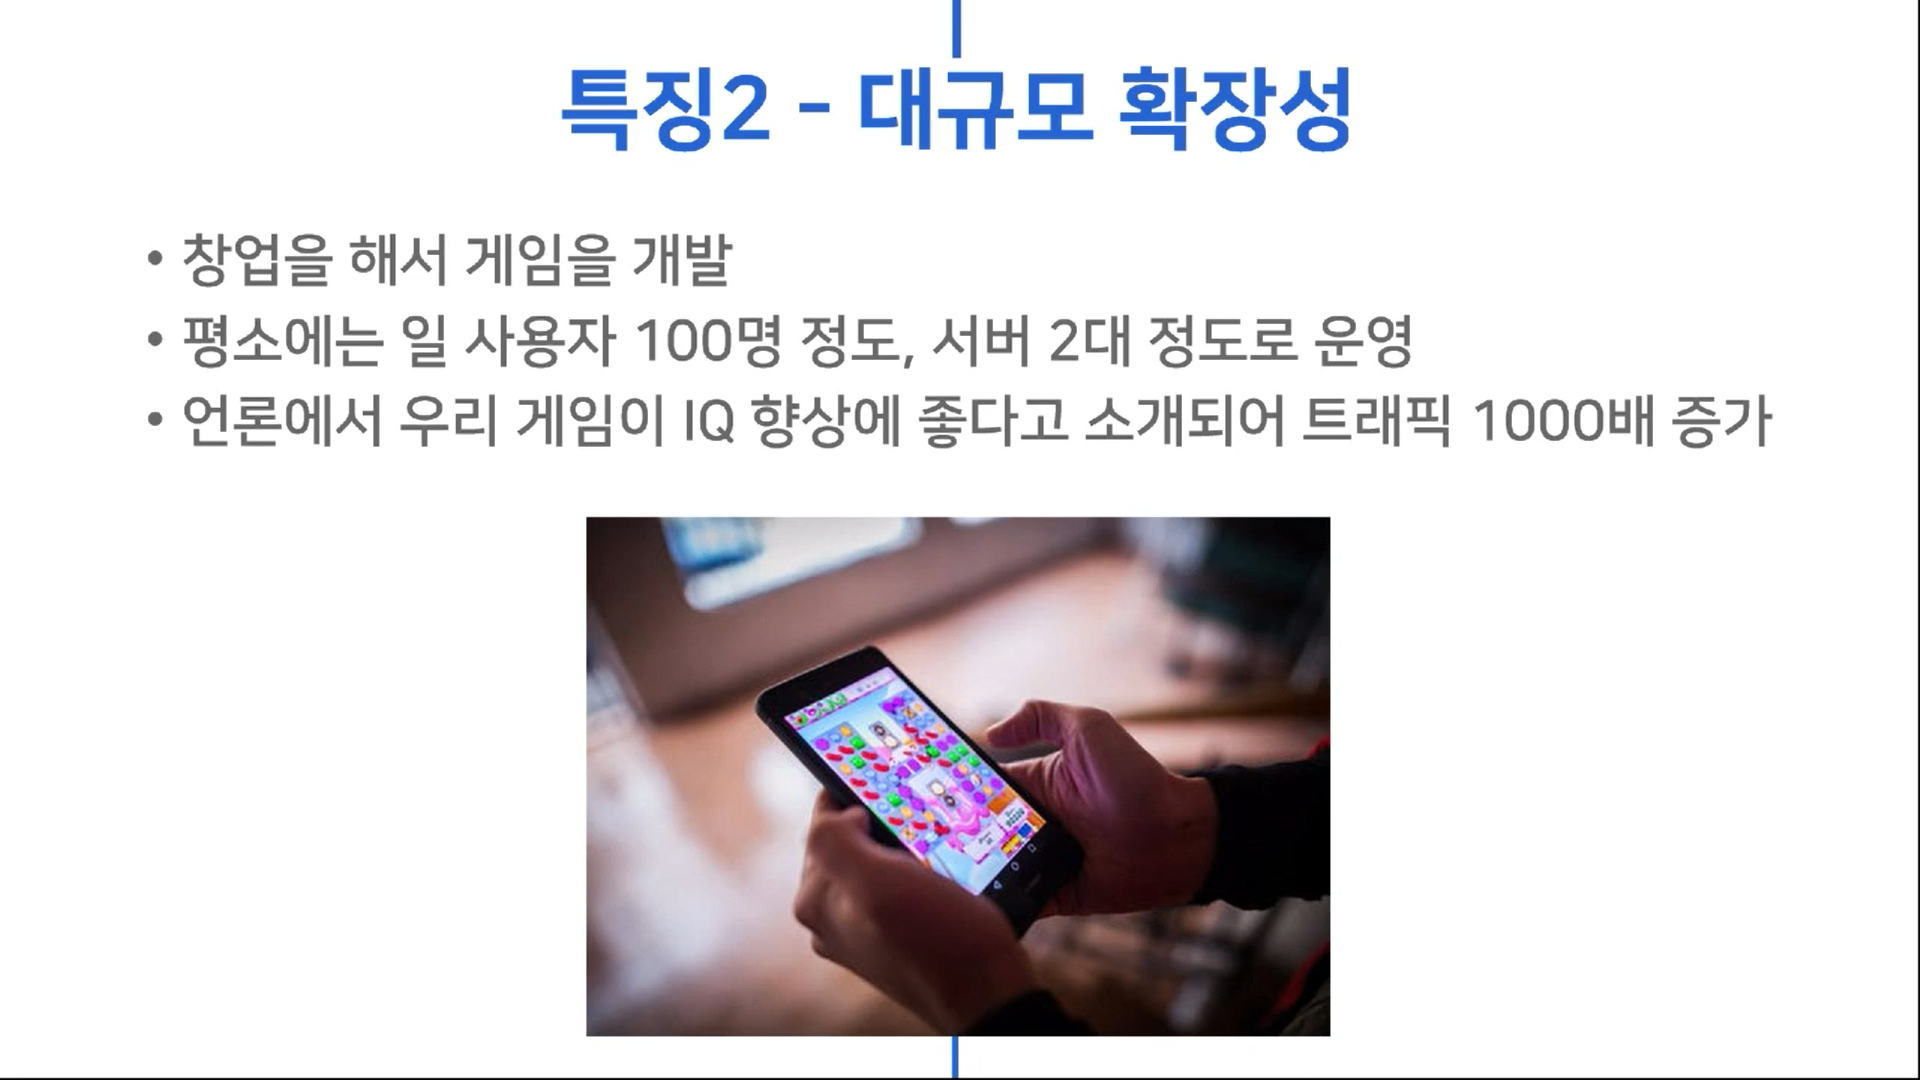 특징2 - 대규모 확장성
• 창업을 해서 게임을 개발
• 평소에는 일 사용자 100명 정도, 서버 2대 정도로 운영
• 언론에서 우리 게임이 IQ 향상에 좋다고 소개되어 트래픽 1000배 증가